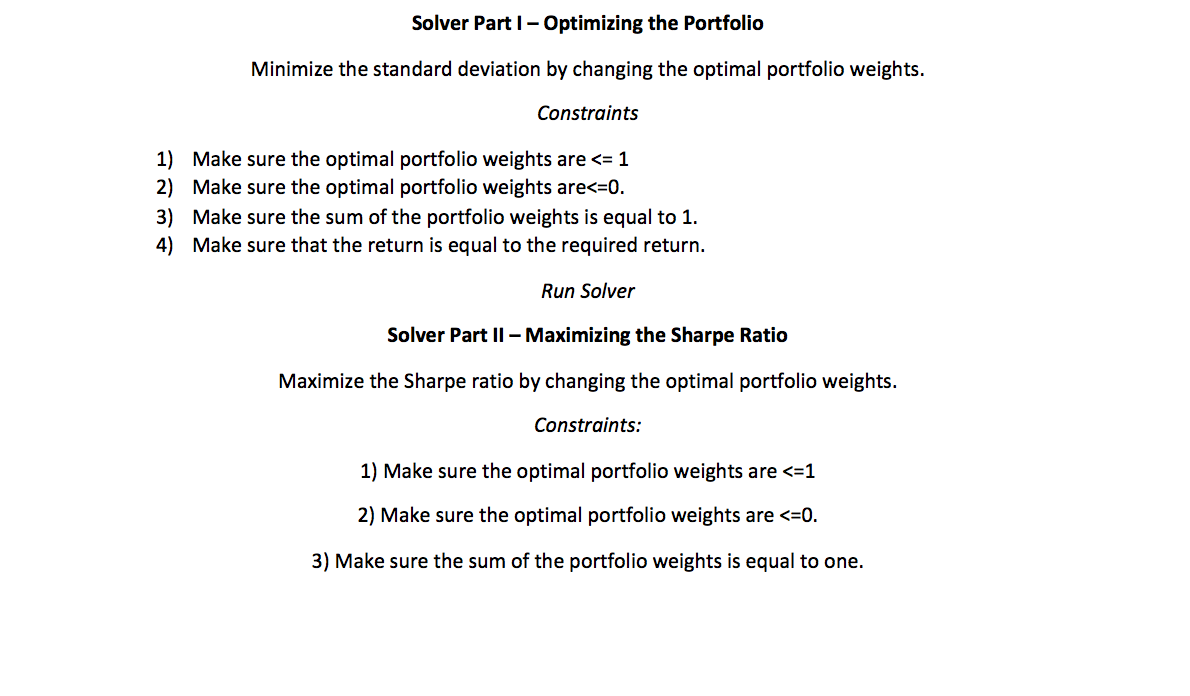 Solver Part I – Optimizing the Portfolio
Minimize the standard deviation by changing the optimal portfolio weights.
Constraints
1) Make sure the optimal portfolio weights are <= 1
2) Make sure the optimal portfolio weights are<=0.
3) Make sure the sum of the portfolio weights is equal to 1.
4) Make sure that the return is equal to the required return.
Run Solver
Solver Part II – Maximizing the Sharpe Ratio
Maximize the Sharpe ratio by changing the optimal portfolio weights.
Constraints:
1) Make sure the optimal portfolio weights are <=1
2) Make sure the optimal portfolio weights are <=0.
3) Make sure the sum of the portfolio weights is equal to one.